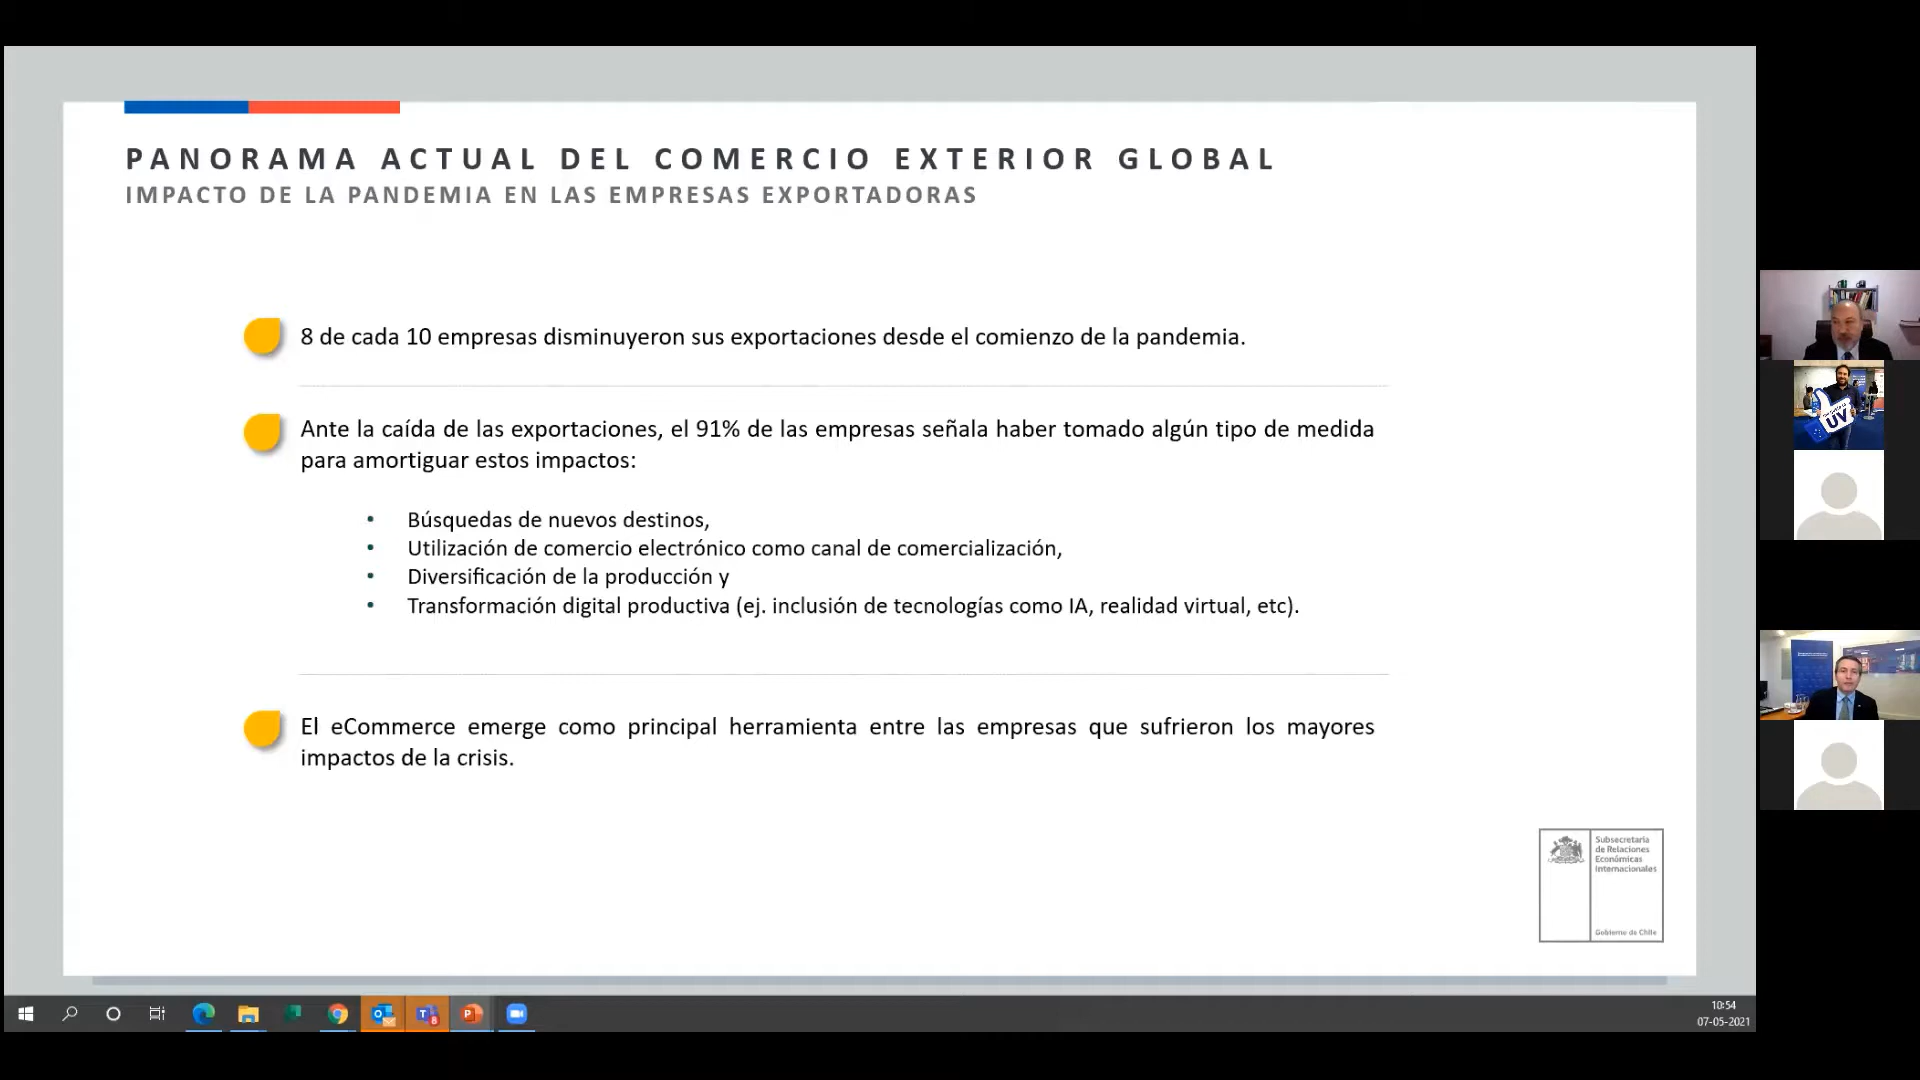 PANORAMA ACTUAL DEL COMERCIO EXTERIOR GLOBAL
IMPACTO DE LA PANDEMIA EN LAS EMPRESAS EXPORTADORAS
8 de cada 10 empresas disminuyeron sus exportaciones desde el comienzo de la pandemia.
Ante la caída de las exportaciones, el 91% de las empresas señala haber tomado algún tipo de medida
para amortiguar estos impactos:
• Búsquedas de nuevos destinos,
• Utilización de comercio electrónico como canal de comercialización,
• Diversificación de la producción y
• Transformación digital productiva (ej. inclusión de tecnologías como IA, realidad virtual, etc).
El eCommerce emerge como principal herramienta entre las empresas que sufrieron los mayores
impactos de la crisis.
Subsecretaría
de Relaciones
Económicas
Internacionales
Gobierno de Chile
UV
10:54
07-05-2021